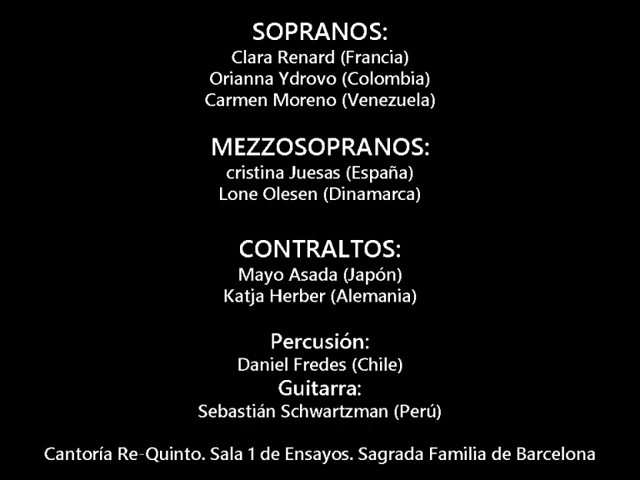 SOPRANOS:
Clara Renard (Francia)
Orianna Ydrovo (Colombia)
Carmen Moreno (Venezuela)
MEZZOSOPRANOS:
cristina Juesas (España)
Lone Olesen (Dinamarca)
CONTRALTOS:
Mayo Asada (Japón)
Katja Herber (Alemania)
Percusión:
Daniel Fredes (Chile)
Guitarra:
Sebastián Schwartzman (Perú)
Cantoría Re-Quinto. Sala 1 de Ensayos. Sagrada Familia de Barcelona